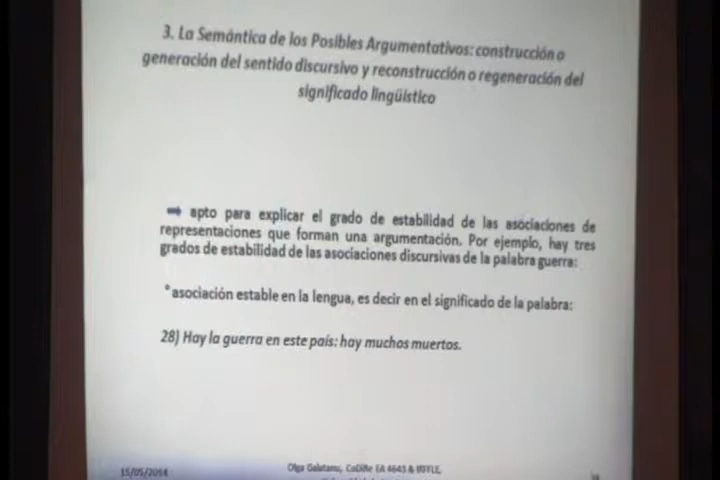 3. La Semántica de los Posibles Argumentativos: construcción o
generación del sentido discursivo y reconstrucción o regeneración del
significado lingüístico
➡ apto para explicar el grado de estabilidad de las asociaciones de
representaciones que forman una argumentación. Por ejemplo, hay tres
grados de estabilidad de las asociaciones discursivas de la palabra guerra:
*asociación estable en la lengua, es decir en el significado de la palabra:
28) Hay la guerra en este país: hay muchos muertos.
15/05/2014
Olga Galatanu, CoDiRe EA 4643 &